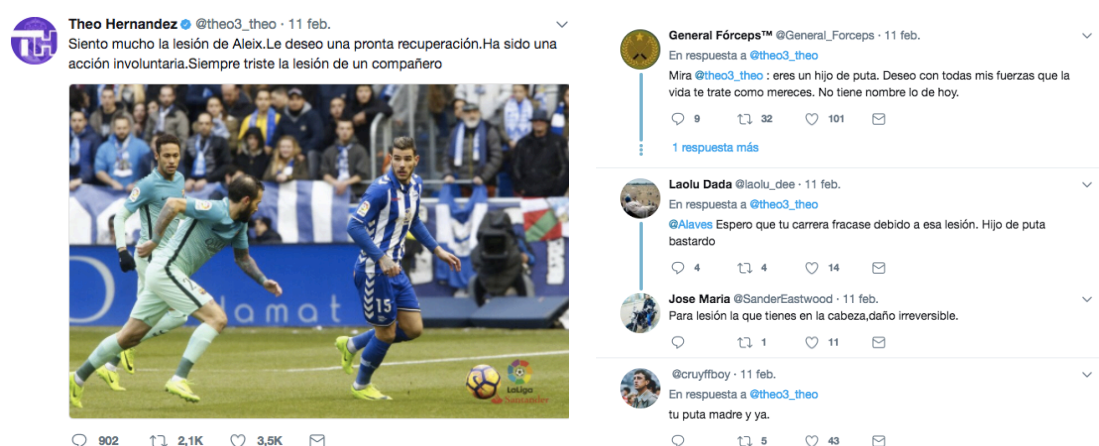 Theo Hernandez @theo3_theo · 11 feb.
Siento mucho la lesión de Aleix.Le deseo una pronta recuperación.Ha sido una
acción involuntaria.Siempre triste la lesión de un compañero
TH
15
damat
LaLiga
Santander
902 2,1K 3,5K
General Fórceps™ @General_Forceps · 11 feb.
En respuesta a @theo3_theo
Mira @theo3_theo : eres un hijo de puta. Deseo con todas mis fuerzas que la
vida te trate como mereces. No tiene nombre lo de hoy.
9 32 101
1 respuesta más
Laolu Dada @laolu_dee · 11 feb.
En respuesta a @theo3_theo
@Alaves Espero que tu carrera fracase debido a esa lesión. Hijo de puta
bastardo
4 4 14
Jose Maria @SanderEastwood · 11 feb.
Para lesión la que tienes en la cabeza,daño irreversible.
1 11
@cruyffboy · 11 feb.
En respuesta a @theo3_theo
tu puta madre y ya.
5 43